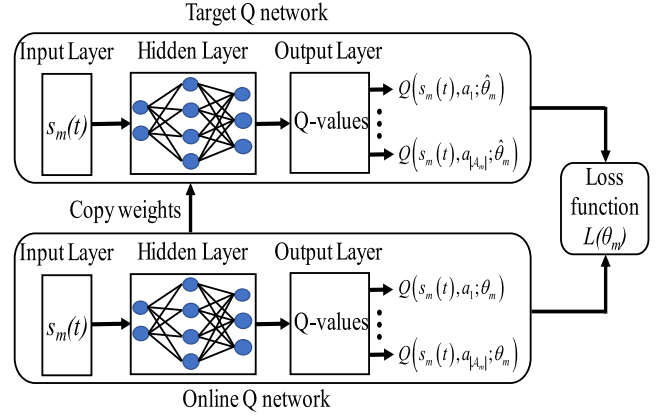 Target Q network
Input Layer Hidden Layer Output Layer
s_m(t)
Q-values
Q(s_m(t), a_1; θ̂_m)
Q(s_m(t), a_{|𝒜_m|}; θ̂_m)
Copy weights
Loss
function
L(θ_m)
Input Layer Hidden Layer Output Layer
s_m(t)
Q-values
Q(s_m(t), a_1; θ_m)
Q(s_m(t), a_{|𝒜_m|}; θ_m)
Online Q network